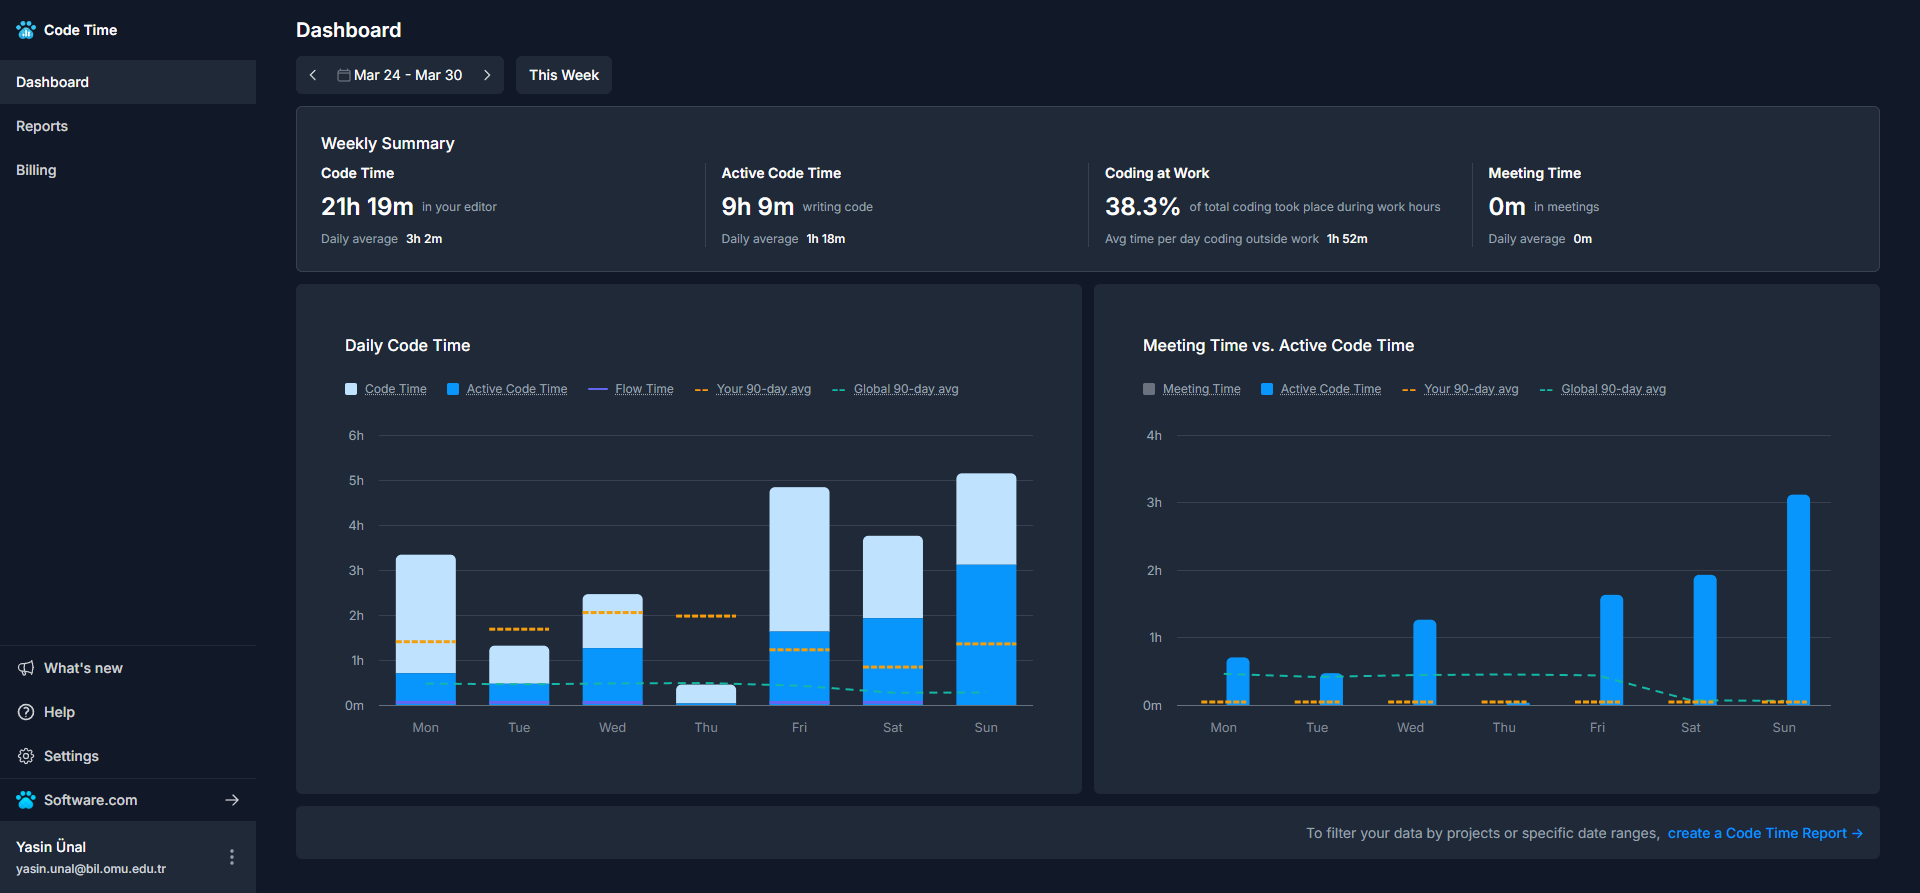 Code Time
Dashboard
Reports
Billing
What's new
Help
Settings
Software.com
Yasin Ünal
yasin.unal@bil.omu.edu.tr
Dashboard
Mar 24 - Mar 30
This Week
Weekly Summary
Code Time
21h 19m in your editor
Daily average 3h 2m
Active Code Time
9h 9m writing code
Daily average 1h 18m
Coding at Work
38.3% of total coding took place during work hours
Avg time per day coding outside work 1h 52m
Meeting Time
0m in meetings
Daily average 0m
Daily Code Time
Code Time Active Code Time Flow Time Your 90-day avg Global 90-day avg
6h
5h
4h
3h
2h
1h
0m
Mon Tue Wed Thu Fri Sat Sun
Meeting Time vs. Active Code Time
Meeting Time Active Code Time Your 90-day avg Global 90-day avg
4h
3h
2h
1h
0m
Mon Tue Wed Thu Fri Sat Sun
To filter your data by projects or specific date ranges, create a Code Time Report →